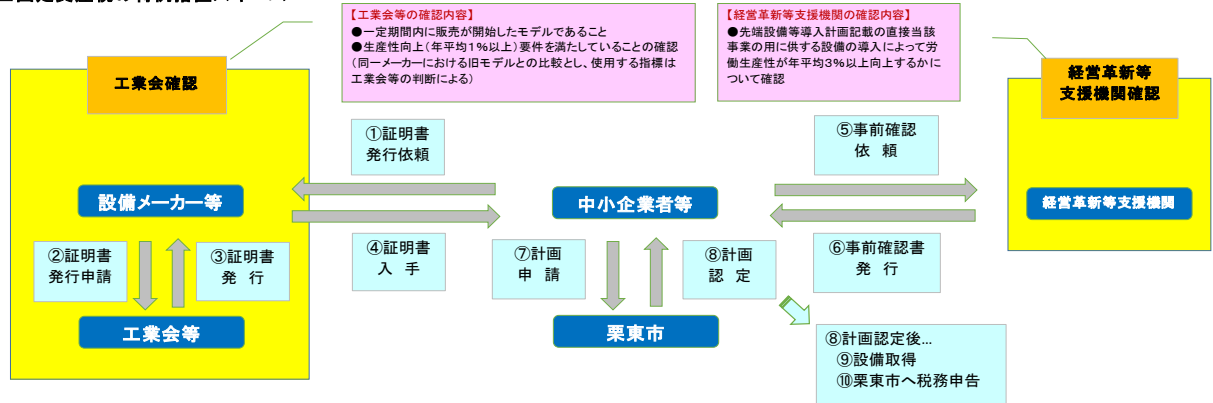 【工業会等の確認内容】
●一定期間内に販売が開始したモデルであること
●生産性向上(年平均1%以上)要件を満たしていることの確認
(同一メーカーにおける旧モデルとの比較とし、使用する指標は
工業会等の判断による)
【経営革新等支援機関の確認内容】
●先端設備等導入計画記載の直接当該
事業の用に供する設備の導入によって労
働生産性が年平均3%以上向上するかに
ついて確認
工業会確認
経営革新等
支援機関確認
①証明書
発行依頼
⑤事前確認
依 頼
設備メーカー等
中小企業者等
経営革新等支援機関
②証明書
発行申請
③証明書
発 行
④証明書
入 手
⑦計画
申 請
⑧計画
認 定
⑥事前確認書
発 行
工業会等
栗東市
⑧計画認定後…
⑨設備取得
⑩栗東市へ税務申告